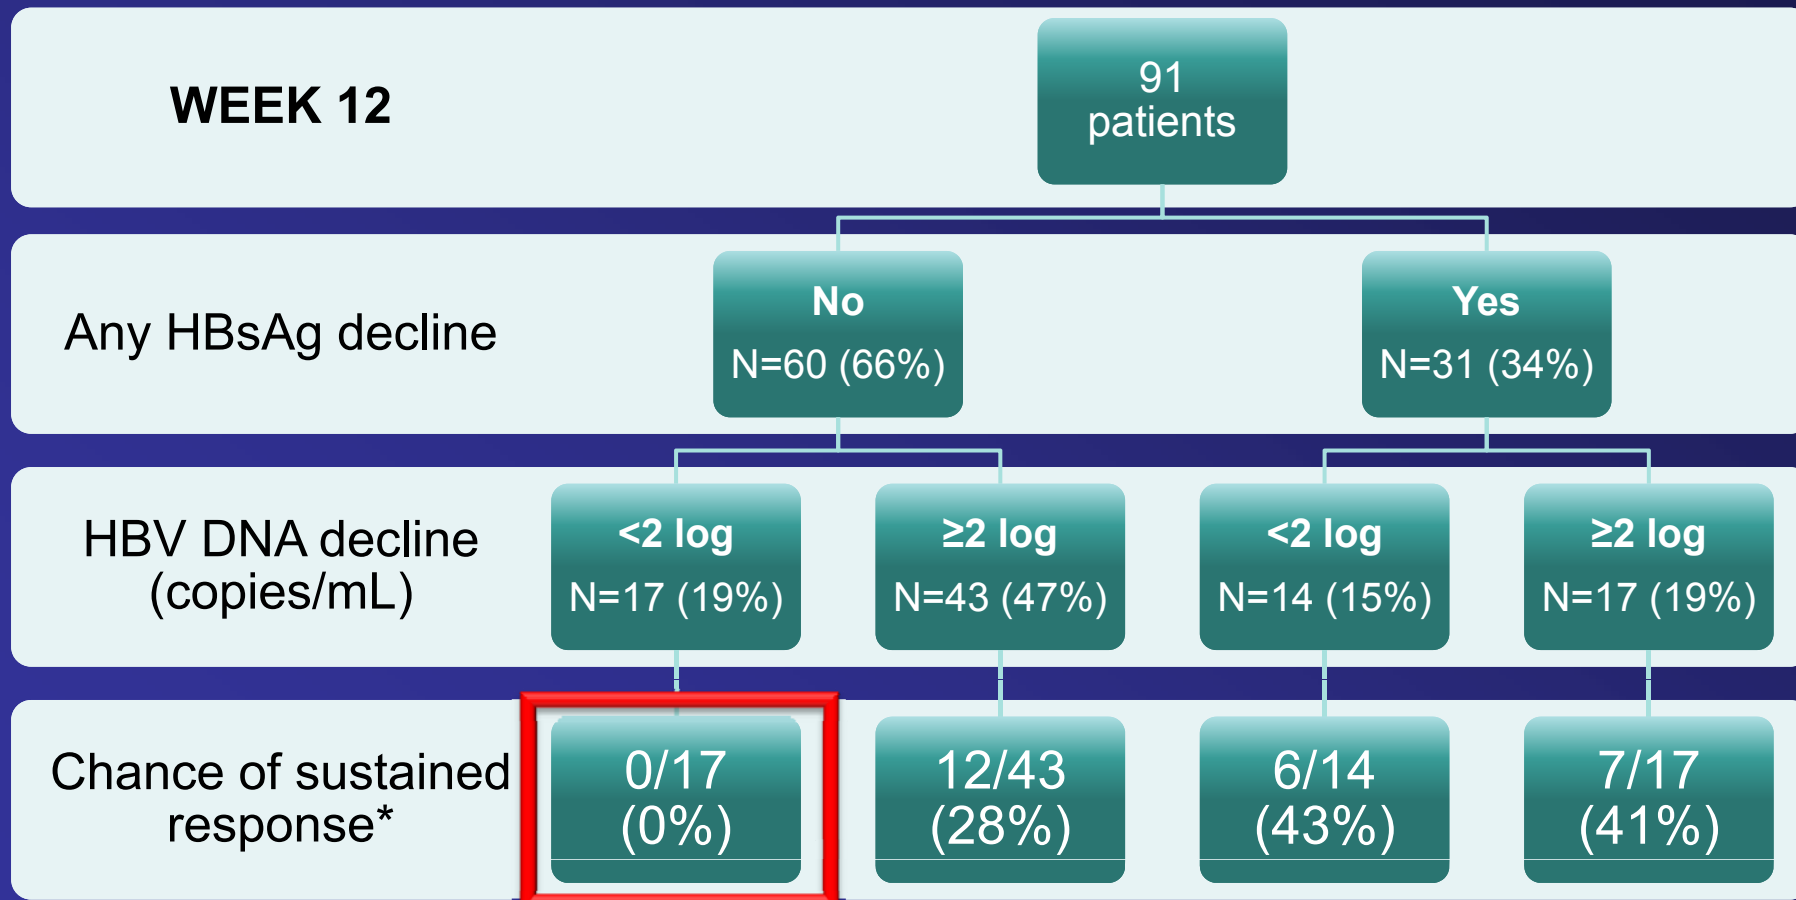 WEEK 12
91
patients
Any HBsAg decline
No
N=60 (66%)
Yes
N=31 (34%)
HBV DNA decline
(copies/mL)
<2 log
N=17 (19%)
≥2 log
N=43 (47%)
<2 log
N=14 (15%)
≥2 log
N=17 (19%)
Chance of sustained
response*
0/17
(0%)
12/43
(28%)
6/14
(43%)
7/17
(41%)